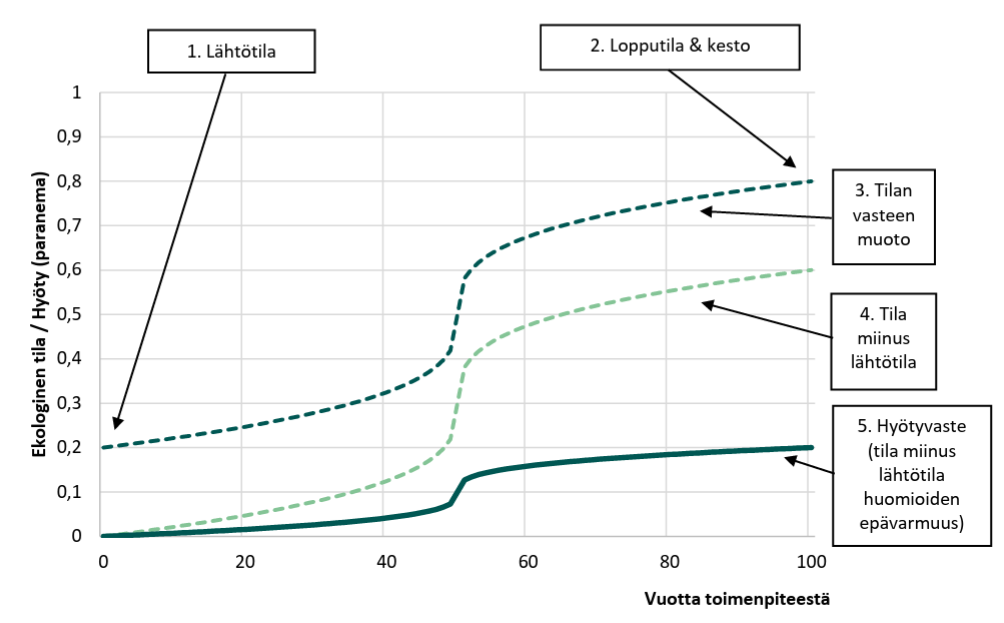 1. Lähtötila
2. Lopputila & kesto
Ekologinen tila / Hyöty (paranema)
1
0,9
0,8
0,7
0,6
0,5
0,4
0,3
0,2
0,1
0
3. Tilan
vasteen
muoto
4. Tila
miinus
lähtötila
5. Hyötyvaste
(tila miinus
lähtötila
huomioiden
epävarmuus)
0
20
40
60
80
100
Vuotta toimenpiteestä